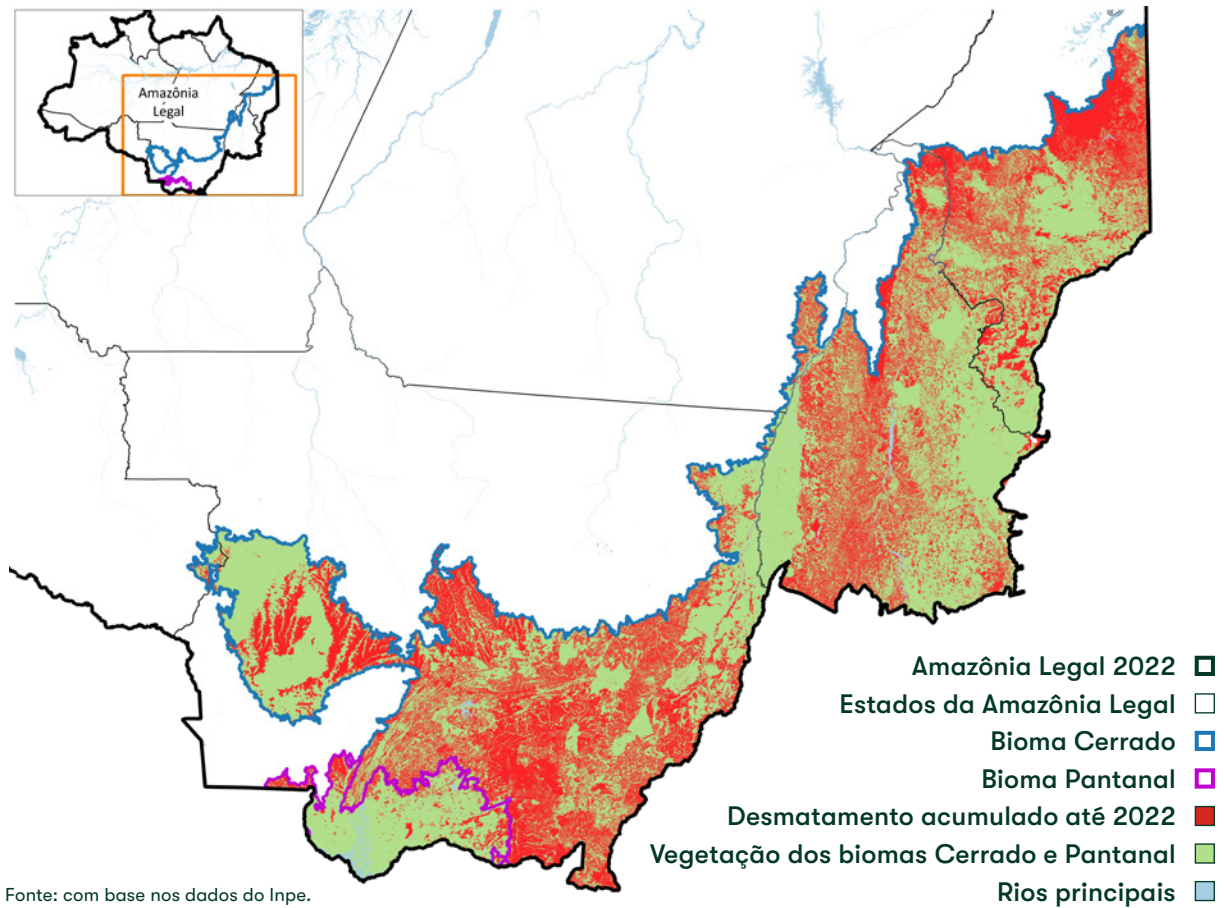 Amazônia
Legal
Amazônia Legal 2022
Estados da Amazônia Legal
Bioma Cerrado
Bioma Pantanal
Desmatamento acumulado até 2022
Vegetação dos biomas Cerrado e Pantanal
Rios principais
Fonte: com base nos dados do Inpe.